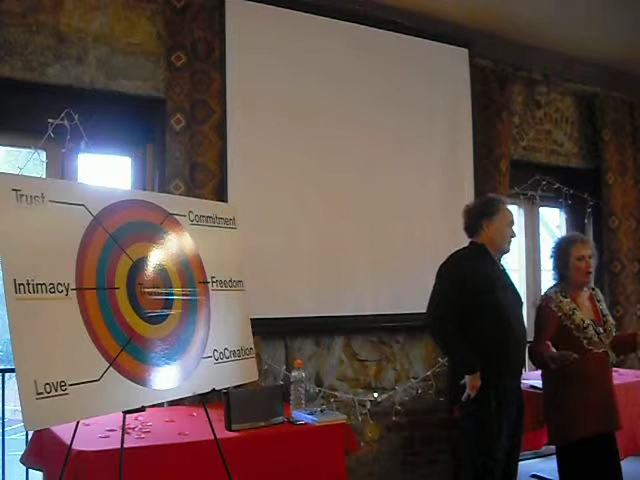 Trust
Commitment
Intimacy
Freedom
CoCreation
Love